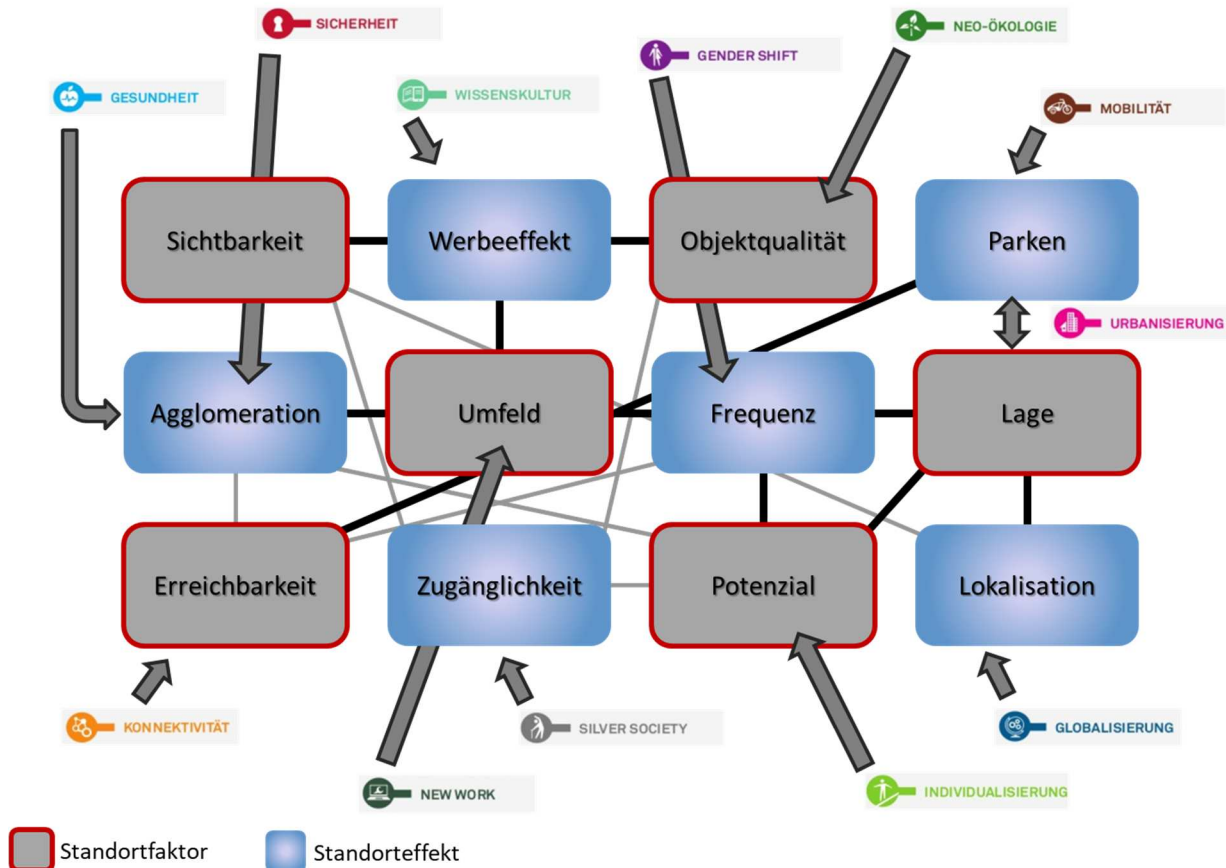 SICHERHEIT
NEO-ÖKOLOGIE
GENDER SHIFT
GESUNDHEIT
WISSENSKULTUR
MOBILITÄT
Sichtbarkeit
Werbeeffekt
Objektqualität
Parken
URBANISIERUNG
Agglomeration
Umfeld
Frequenz
Lage
Erreichbarkeit
Zugänglichkeit
Potenzial
Lokalisation
KONNEKTIVITÄT
SILVER SOCIETY
GLOBALISIERUNG
NEW WORK
INDIVIDUALISIERUNG
Standortfaktor
Standorteffekt